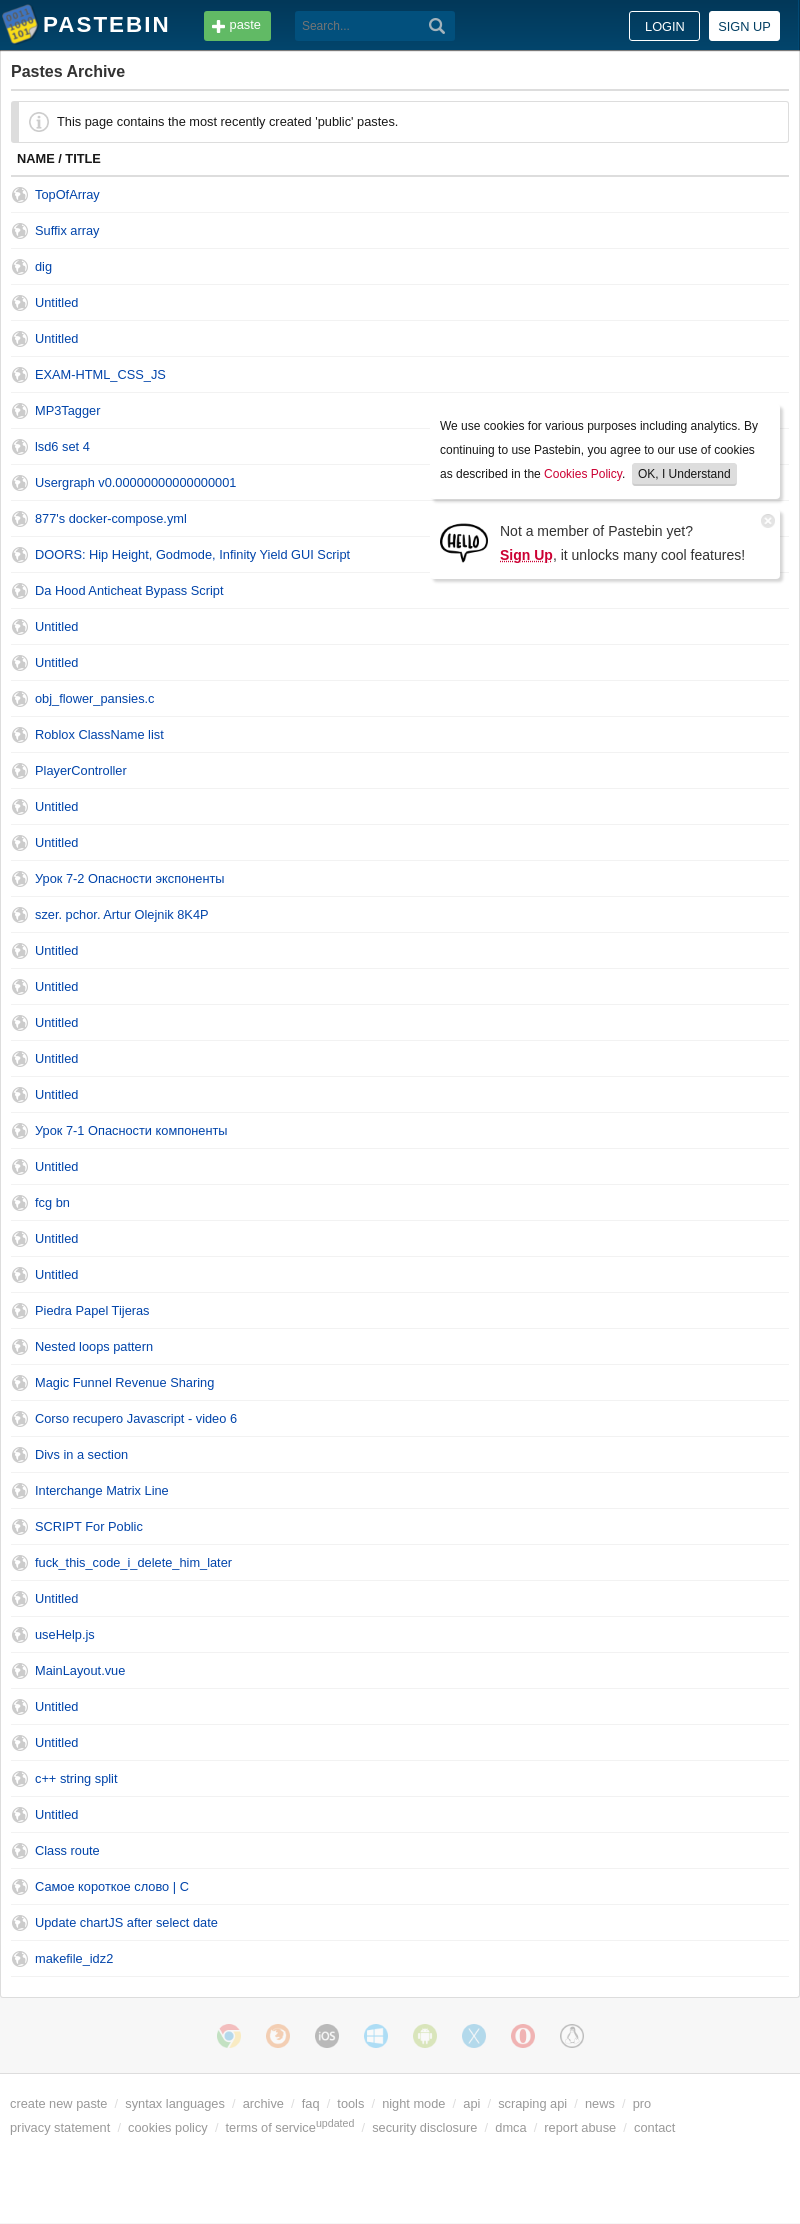 PASTEBIN
paste
Search...
LOGIN
SIGN UP
Pastes Archive
This page contains the most recently created 'public' pastes.
NAME / TITLE
TopOfArray
Suffix array
dig
Untitled
Untitled
EXAM-HTML_CSS_JS
MP3Tagger
lsd6 set 4
Usergraph v0.00000000000000001
877's docker-compose.yml
DOORS: Hip Height, Godmode, Infinity Yield GUI Script
Da Hood Anticheat Bypass Script
We use cookies for various purposes including analytics. By
continuing to use Pastebin, you agree to our use of cookies
as described in the Cookies Policy. OK, I Understand
HELLO
Not a member of Pastebin yet?
Sign Up, it unlocks many cool features!
Untitled
Untitled
obj_flower_pansies.c
Roblox ClassName list
PlayerController
Untitled
Untitled
Урок 7-2 Опасности экспоненты
szer. pchor. Artur Olejnik 8K4P
Untitled
Untitled
Untitled
Untitled
Untitled
Урок 7-1 Опасности компоненты
Untitled
fcg bn
Untitled
Untitled
Piedra Papel Tijeras
Nested loops pattern
Magic Funnel Revenue Sharing
Corso recupero Javascript - video 6
Divs in a section
Interchange Matrix Line
SCRIPT For Poblic
fuck_this_code_i_delete_him_later
Untitled
useHelp.js
MainLayout.vue
Untitled
Untitled
c++ string split
Untitled
Class route
Самое короткое слово | C
Update chartJS after select date
makefile_idz2
iOS
create new paste / syntax languages / archive / faq / tools / night mode / api / scraping api / news / pro
privacy statement / cookies policy / terms of service updated / security disclosure / dmca / report abuse / contact